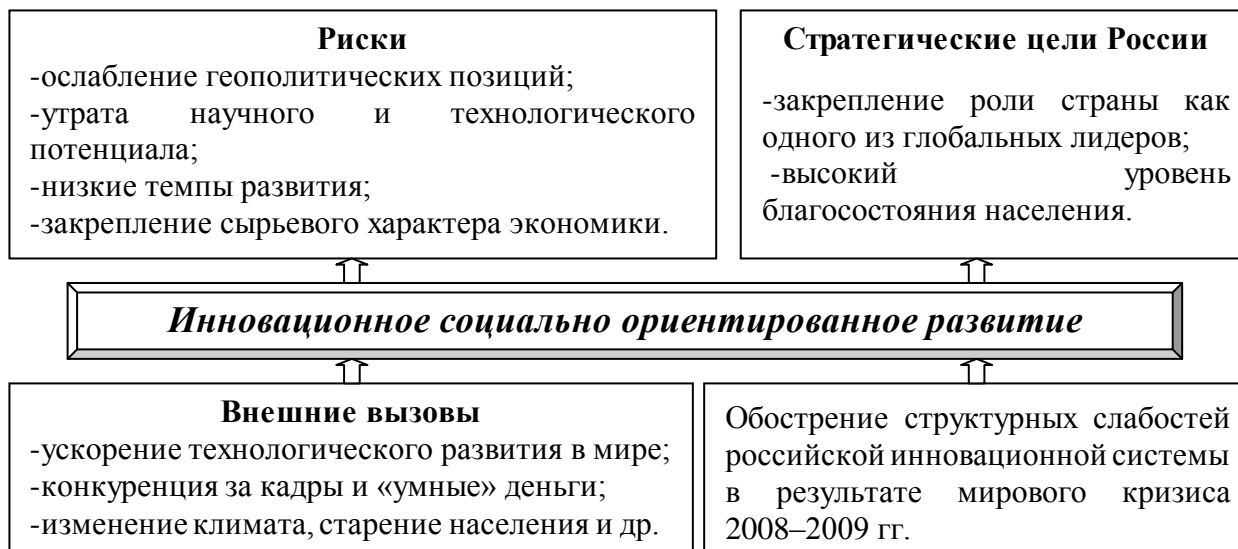 Риски
-ослабление геополитических позиций;
-утрата научного и технологического
потенциала;
-низкие темпы развития;
-закрепление сырьевого характера экономики.
Стратегические цели России
-закрепление роли страны как
одного из глобальных лидеров;
-высокий уровень
благосостояния населения.
Инновационное социально ориентированное развитие
Внешние вызовы
-ускорение технологического развития в мире;
-конкуренция за кадры и «умные» деньги;
-изменение климата, старение населения и др.
Обострение структурных слабостей
российской инновационной системы
в результате мирового кризиса
2008–2009 гг.